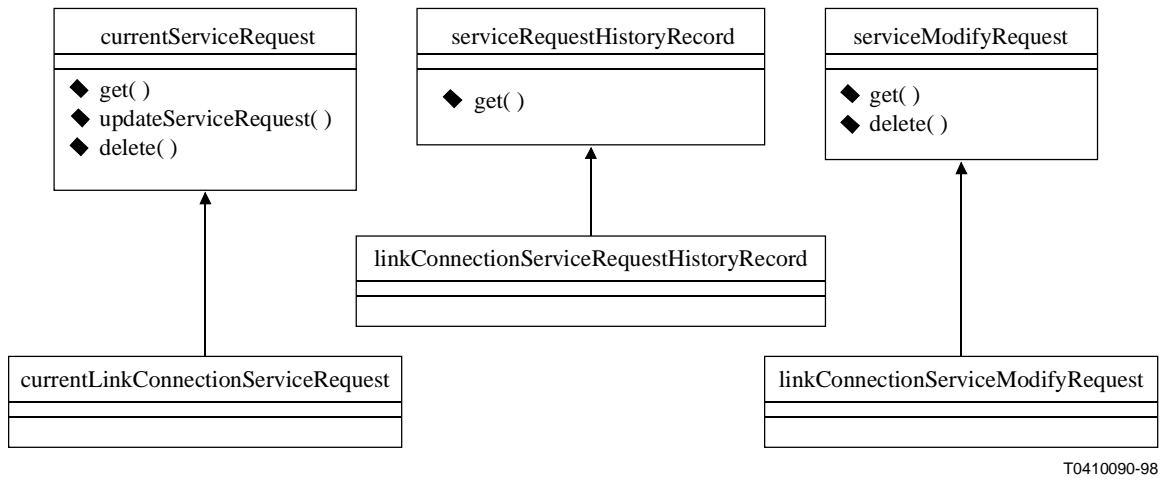 currentServiceRequest
get( )
updateServiceRequest( )
delete( )
serviceRequestHistoryRecord
get( )
serviceModifyRequest
get( )
delete( )
linkConnectionServiceRequestHistoryRecord
currentLinkConnectionServiceRequest
linkConnectionServiceModifyRequest
T0410090-98